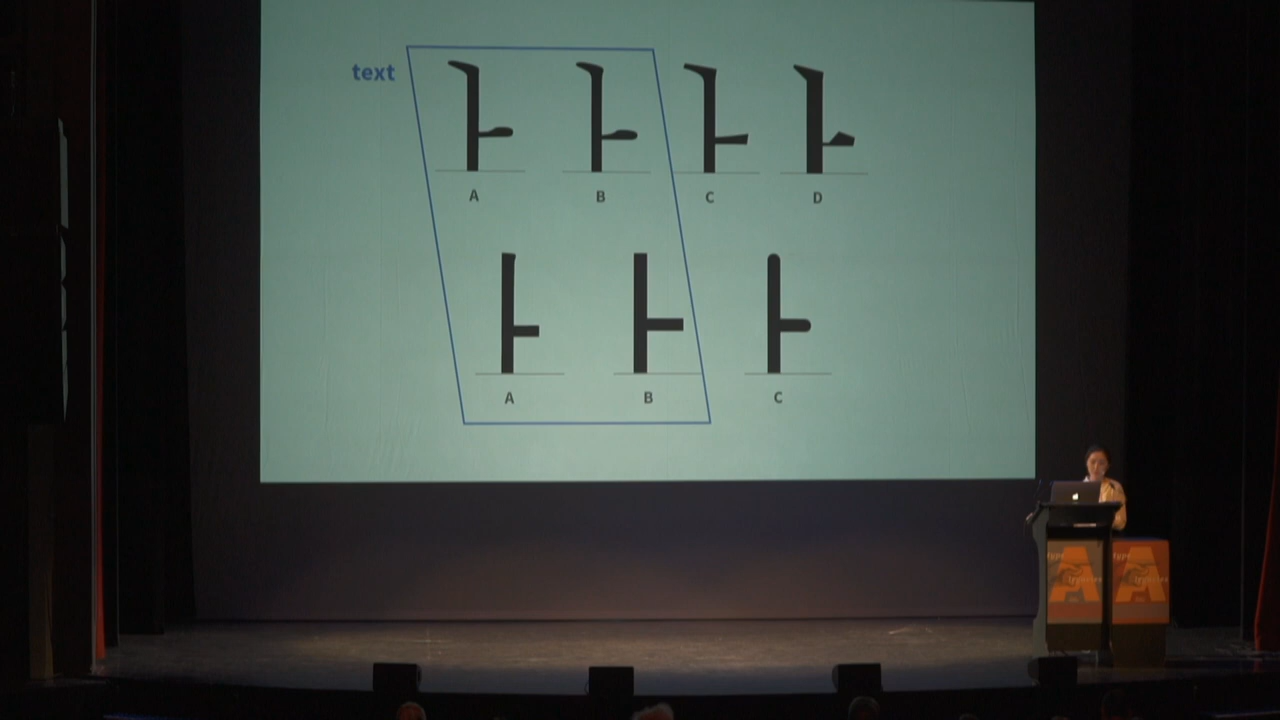 text
ㅏ ㅏ ㅏ ㅏ
A B C D
ㅏ ㅏ ㅏ
A B C
A A